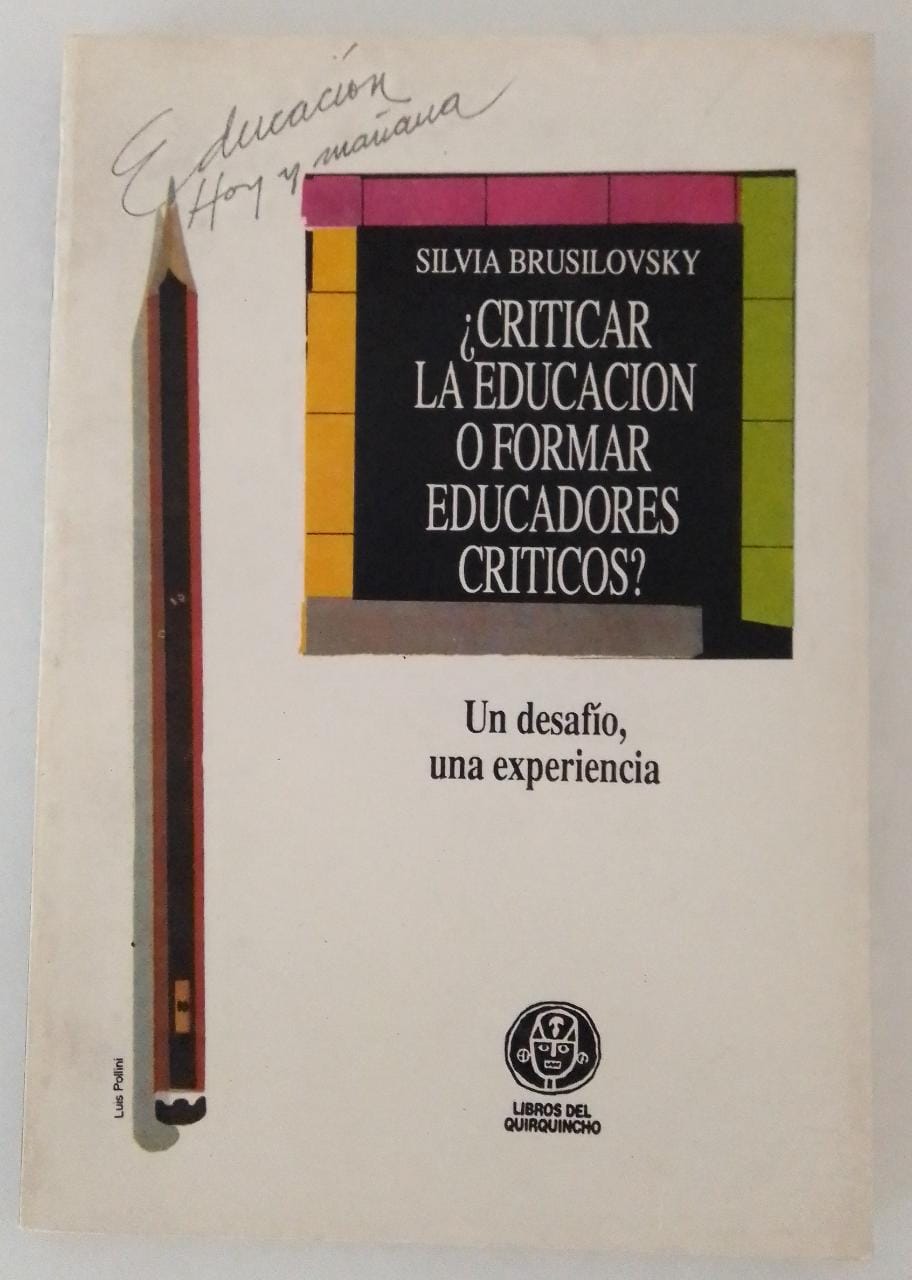 Educación
Hoy y mañana
SILVIA BRUSILOVSKY
¿CRITICAR
LA EDUCACION
O FORMAR
EDUCADORES
CRITICOS?
Un desafío,
una experiencia
Luis Pollini
LIBROS DEL
QUIRQUINCHO